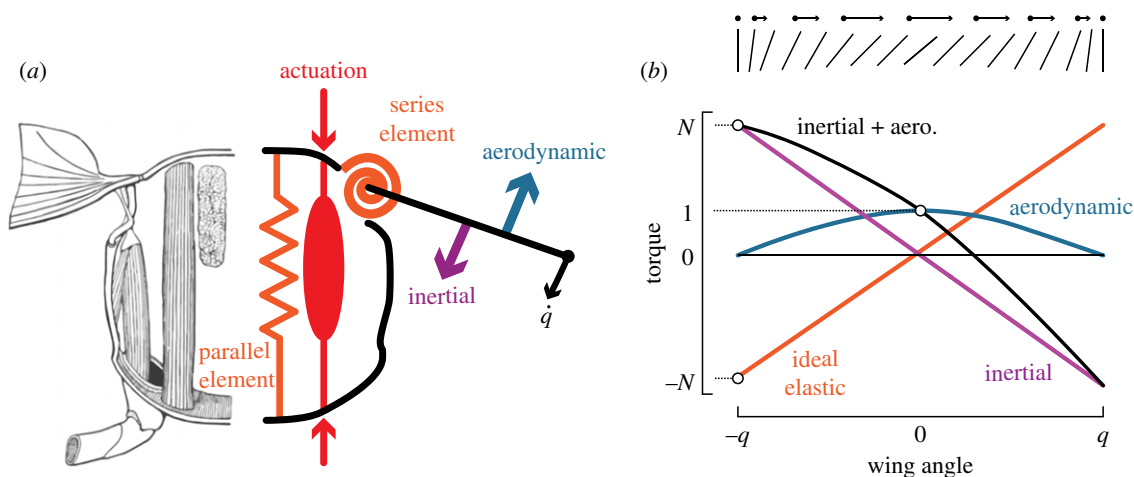 (a)
actuation
series
element
aerodynamic
inertial
q̇
parallel
element
(b)
N
inertial + aero.
1
aerodynamic
0
torque
ideal
elastic
inertial
–N
–q
0
q
wing angle